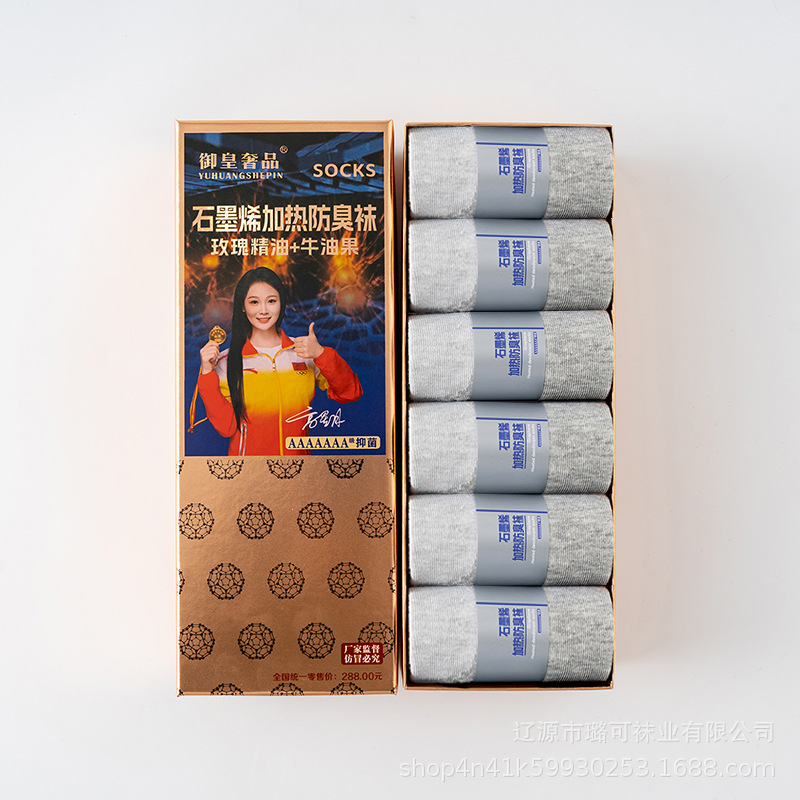 御皇奢品®
YUHUANGSHEPIN
SOCKS
石墨烯加热防臭袜
玫瑰精油+牛油果
AAAAAAA级抑菌
厂家监督
仿冒必究
全国统一零售价：288.00元
石墨烯
加热防臭袜
石墨烯
加热防臭袜
石墨烯
加热防臭袜
石墨烯
加热防臭袜
石墨烯
加热防臭袜
石墨烯
加热防臭袜
辽源市璐可袜业有限公司
shop4n41k59930253.1688.com